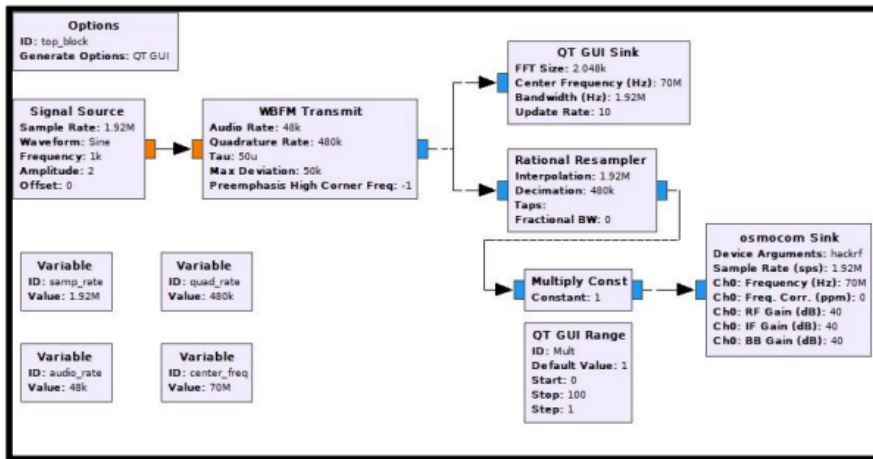 Options
ID: top_block
Generate Options: QT GUI
Signal Source
Sample Rate: 1.92M
Waveform: Sine
Frequency: 1k
Amplitude: 2
Offset: 0
WBFM Transmit
Audio Rate: 48k
Quadrature Rate: 480k
Tau: 50u
Max Deviation: 50k
Preemphasis High Corner Freq: -1
QT GUI Sink
FFT Size: 2.048k
Center Frequency (Hz): 70M
Bandwidth (Hz): 1.92M
Update Rate: 10
Rational Resampler
Interpolation: 1.92M
Decimation: 480k
Taps:
Fractional BW: 0
Variable
ID: samp_rate
Value: 1.92M
Variable
ID: quad_rate
Value: 480k
Multiply Const
Constant: 1
osmocom Sink
Device Arguments: hackrf
Sample Rate (sps): 1.92M
Ch0: Frequency (Hz): 70M
Ch0: Freq. Corr. (ppm): 0
Ch0: RF Gain (dB): 40
Ch0: IF Gain (dB): 40
Ch0: BB Gain (dB): 40
Variable
ID: audio_rate
Value: 48k
Variable
ID: center_freq
Value: 70M
QT GUI Range
ID: Mult
Default Value: 1
Start: 0
Stop: 100
Step: 1